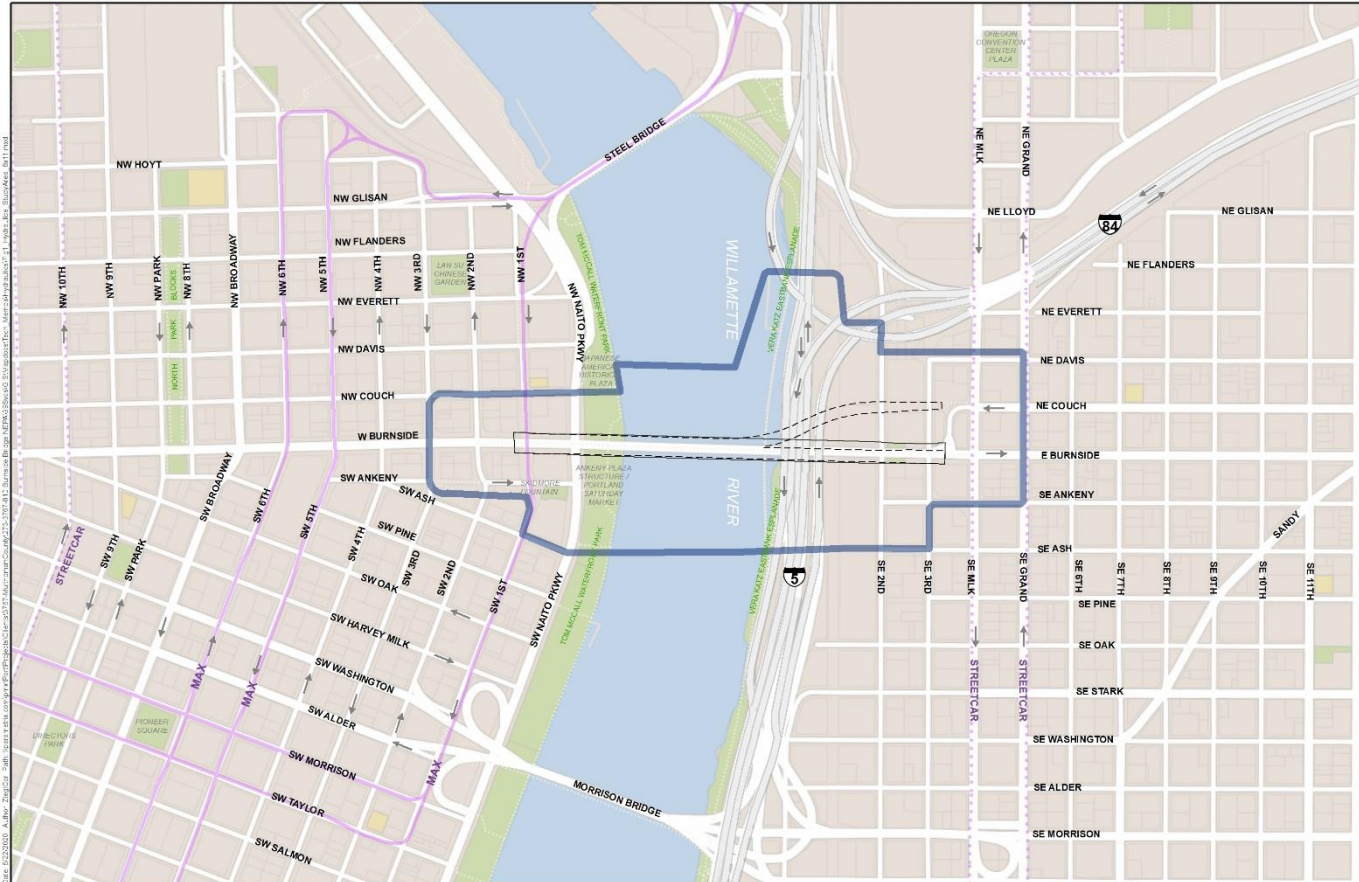 OREGON
CONVENTION
CENTER
PLAZA
STEEL BRIDGE
NE MLK
NE GRAND
NW HOYT
NW GLISAN
NE LLOYD
84
NE GLISAN
NW FLANDERS
NW 10TH
NW 9TH
NW PARK
NORTH PARK BLOCKS
NW 8TH
NW BROADWAY
NW 6TH
NW 5TH
NW 4TH
NW 3RD
LAN SU
CHINESE
GARDEN
NW 2ND
NW 1ST
TOM MCCALL WATERFRONT PARK
NW NAITO PKWY
WILLAMETTE
RIVER
VERA KATZ EASTBANK ESPLANADE
NE FLANDERS
NW EVERETT
NE EVERETT
NW DAVIS
JAPANESE
AMERICAN
HISTORICAL
PLAZA
NE DAVIS
NW COUCH
NE COUCH
W BURNSIDE
E BURNSIDE
SW ANKENY
SKIDMORE
FOUNTAIN
ANKENY PLAZA
STRUCTURE /
PORTLAND
SATURDAY
MARKET
SE ANKENY
SW BROADWAY
SW 6TH
SW 5TH
SW ASH
SW PINE
SW 4TH
SW 3RD
SW 2ND
SW OAK
SW 1ST
SW NAITO PKWY
TOM MCCALL WATERFRONT PARK
VERA KATZ EASTBANK ESPLANADE
5
SE ASH
SANDY
STREETCAR
SW 9TH
SW PARK
SE 2ND
SE 3RD
SE MLK
SE GRAND
SE 6TH
SE 7TH
SE 8TH
SE 9TH
SE 10TH
SE 11TH
SE PINE
SW HARVEY MILK
SE OAK
SW WASHINGTON
MAX
MAX
MAX
STREETCAR
STREETCAR
SE STARK
SW ALDER
DIRECTORS
PARK
PIONEER
SQUARE
SE WASHINGTON
SW MORRISON
MORRISON BRIDGE
SE ALDER
SW TAYLOR
SE MORRISON
SW SALMON